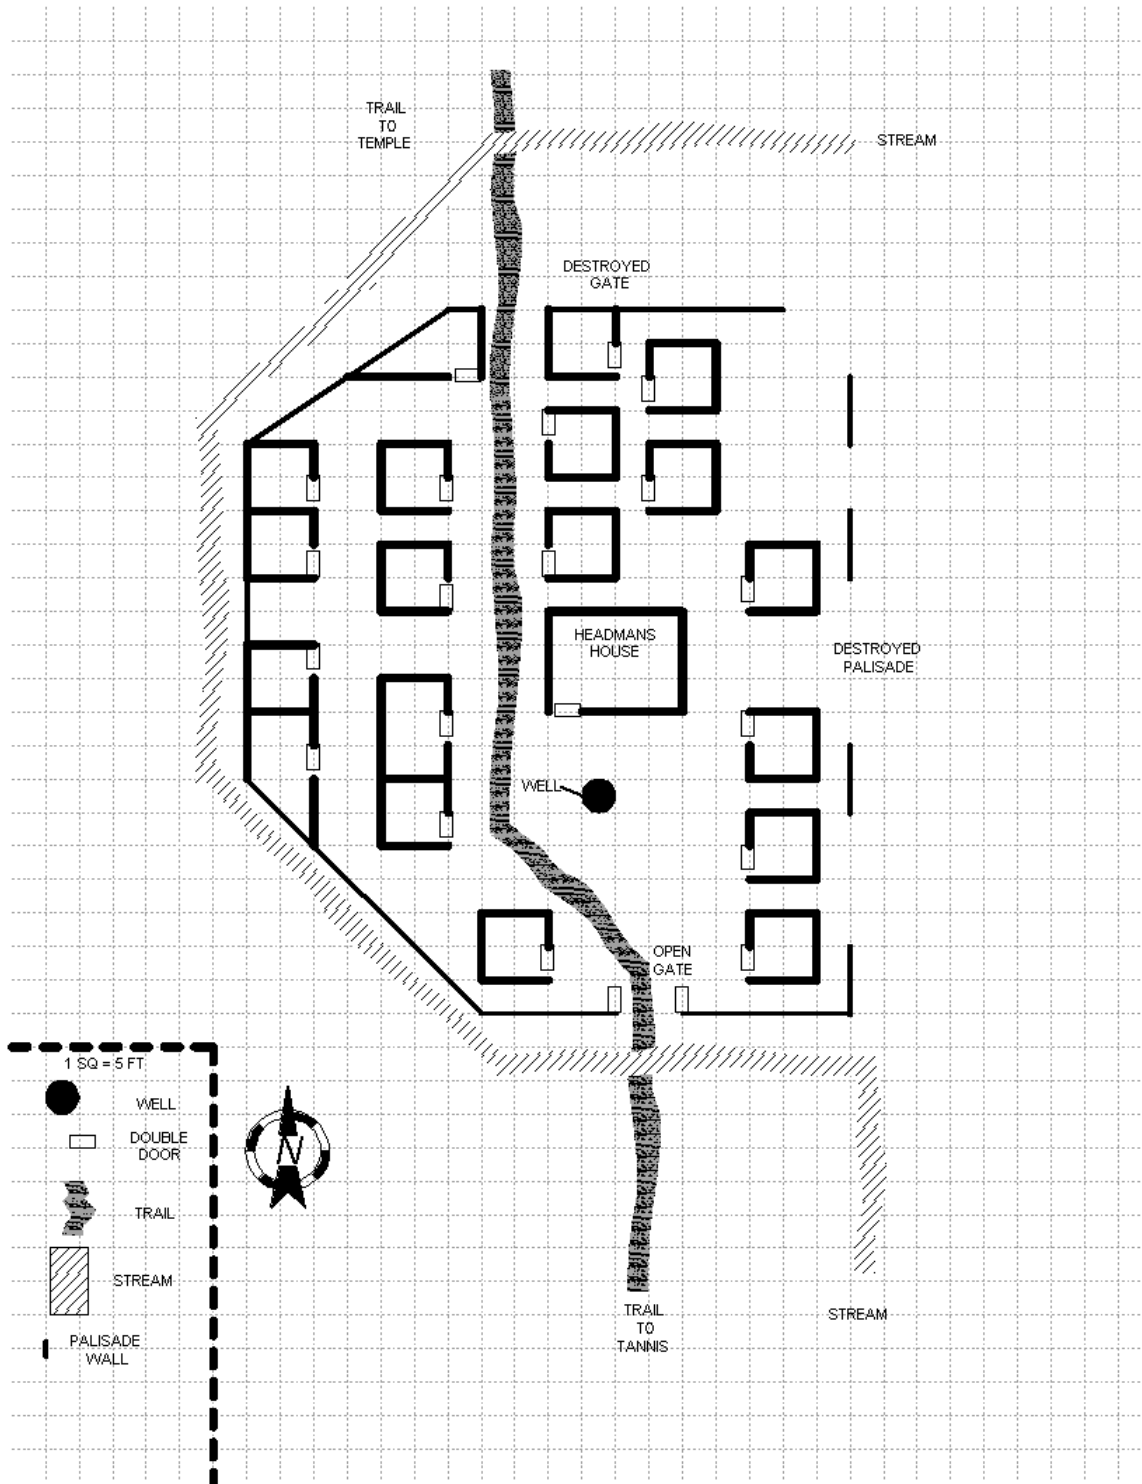 TRAIL
TO
TEMPLE
STREAM
DESTROYED
GATE
HEADMANS
HOUSE
DESTROYED
PALISADE
WELL
OPEN
GATE
1 SQ = 5 FT
WELL
DOUBLE
DOOR
N
TRAIL
STREAM
PALISADE
WALL
TRAIL
TO
TANNIS
STREAM